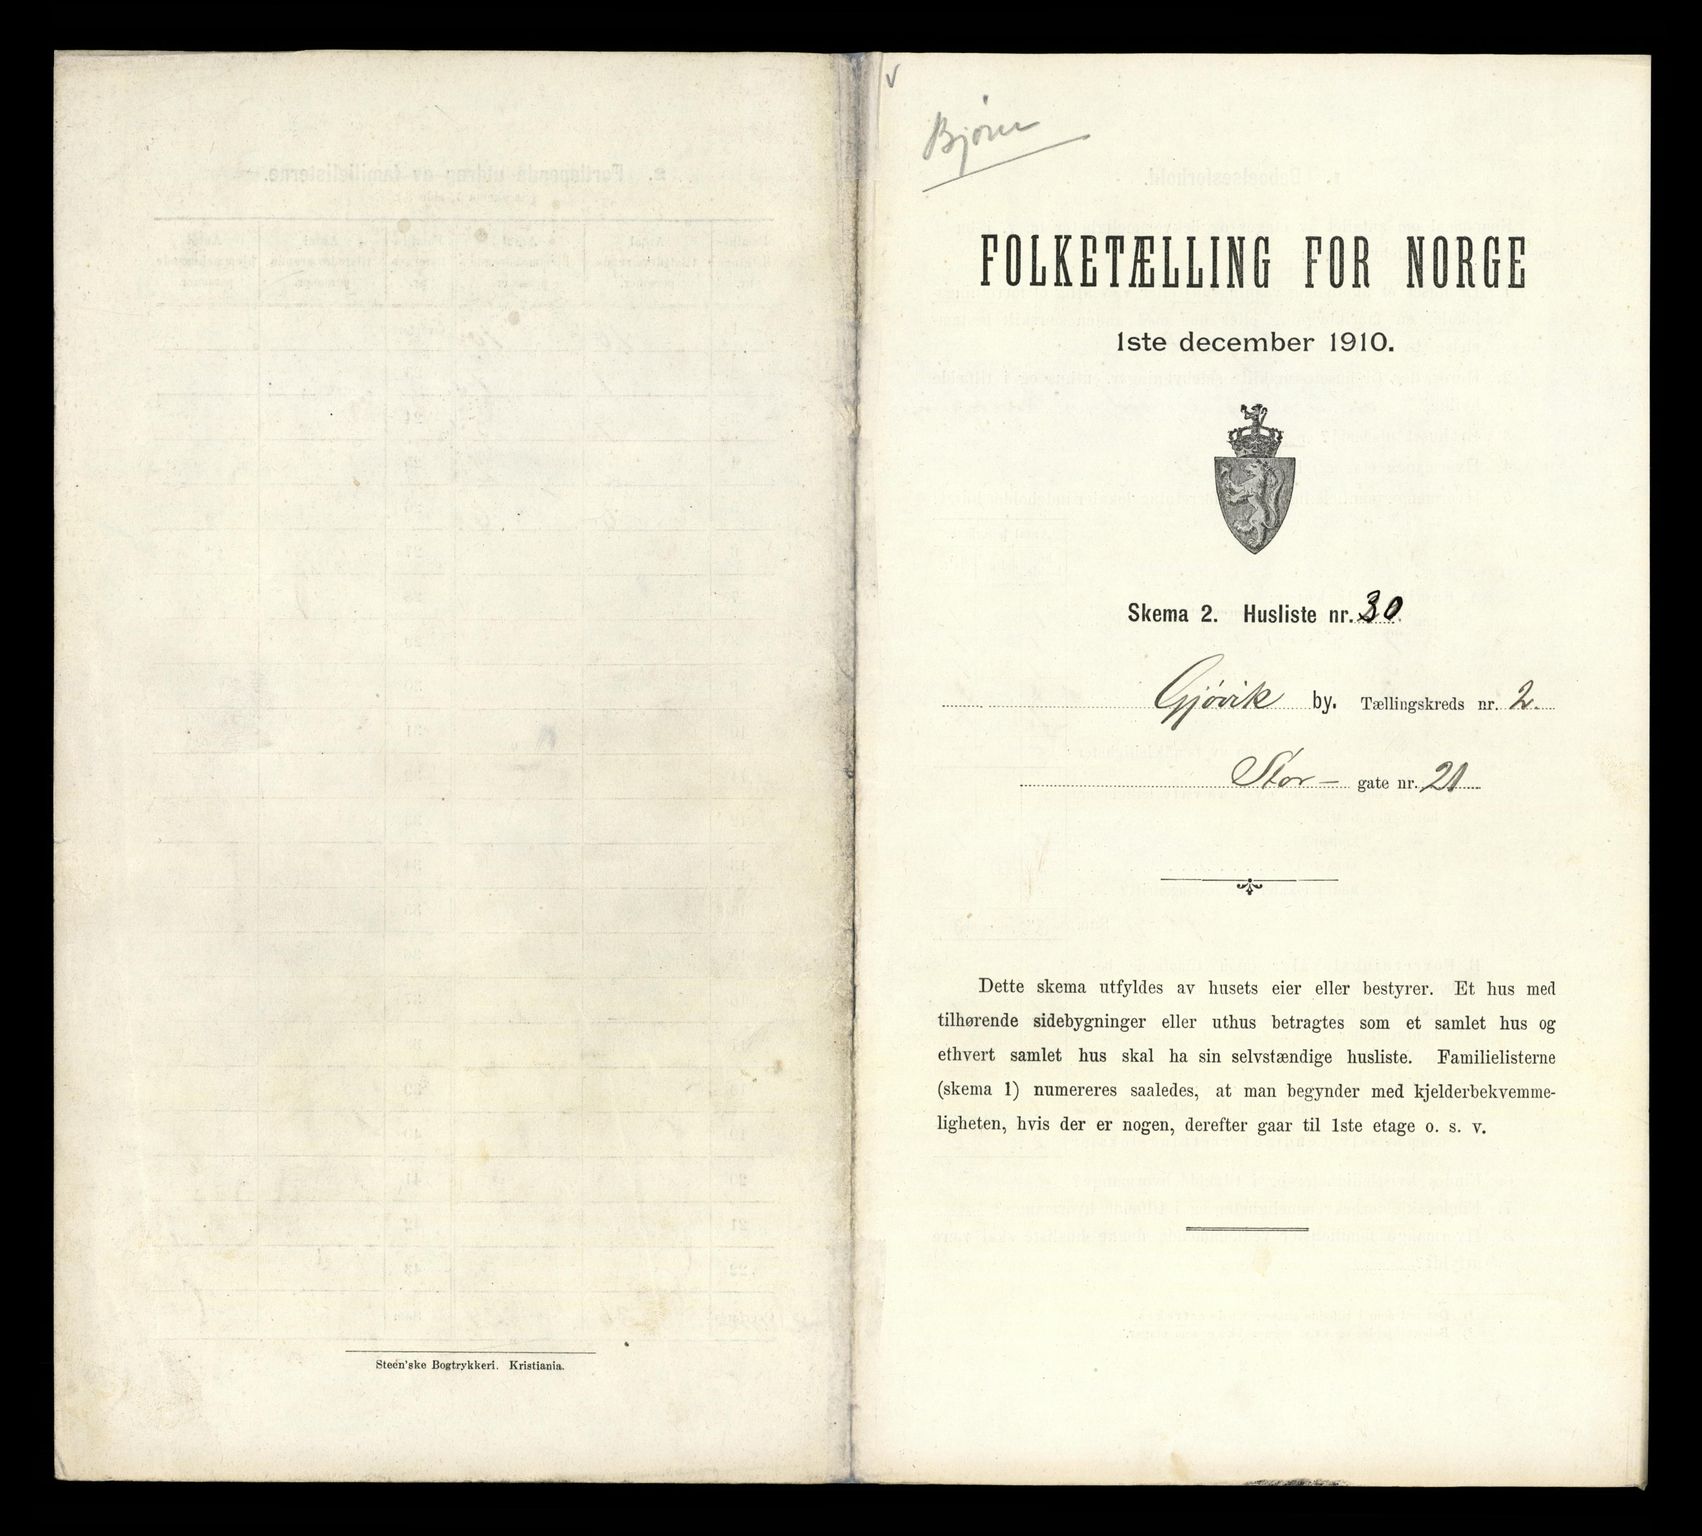 Bjørn
FOLKETÆLLING FOR NORGE
1ste december 1910.
Skema 2. Husliste nr. 30
Gjøvik by. Tællingskreds nr. 2.
Stor- gate nr. 21
Dette skema utfyldes av husets eier eller bestyrer. Et hus med
tilhørende sidebygninger eller uthus betragtes som et samlet hus og
ethvert samlet hus skal ha sin selvstændige husliste. Familielisterne
(skema 1) numereres saaledes, at man begynder med kjelderbekvemme-
ligheten, hvis der er nogen, derefter gaar til 1ste etage o. s. v.
Steen'ske Bogtrykkeri. Kristiania.